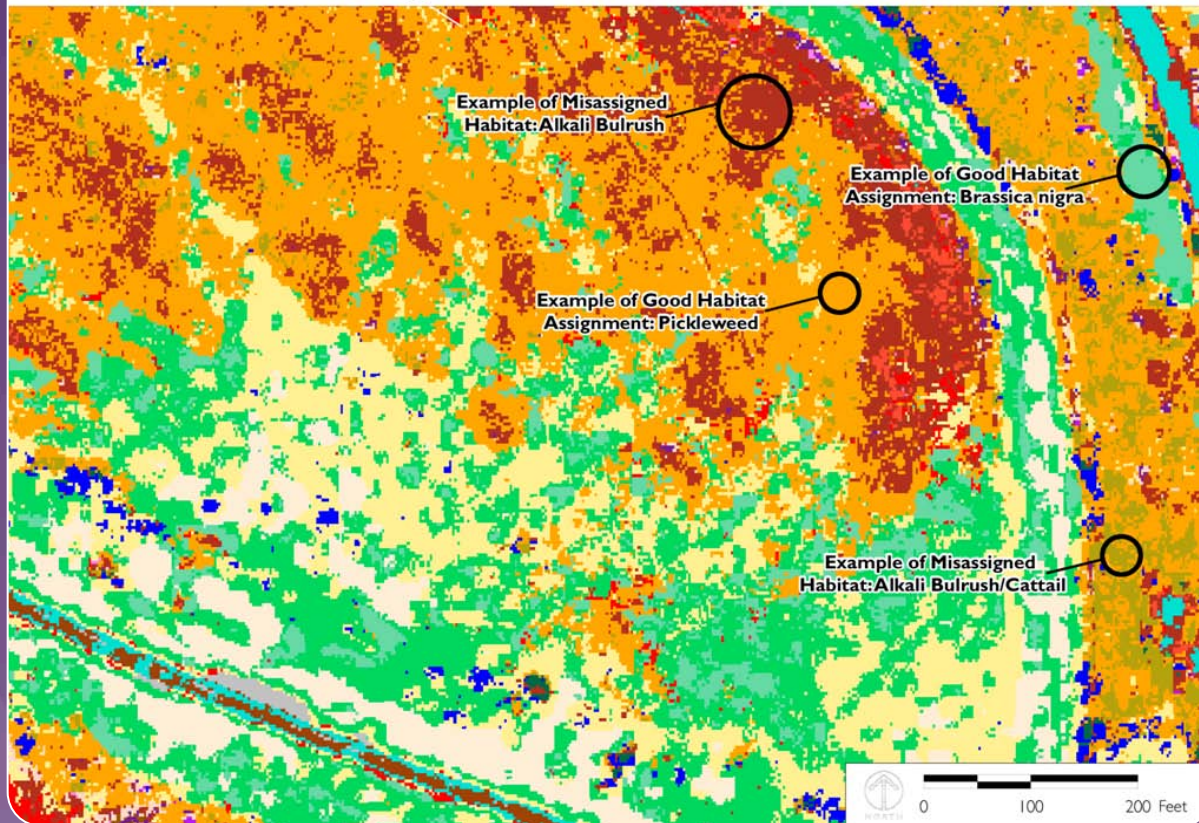 Example of Misassigned
Habitat: Alkali Bulrush
Example of Good Habitat
Assignment: Brassica nigra
Example of Good Habitat
Assignment: Pickleweed
Example of Misassigned
Habitat: Alkali Bulrush/Cattail
NORTH
0 100 200 Feet